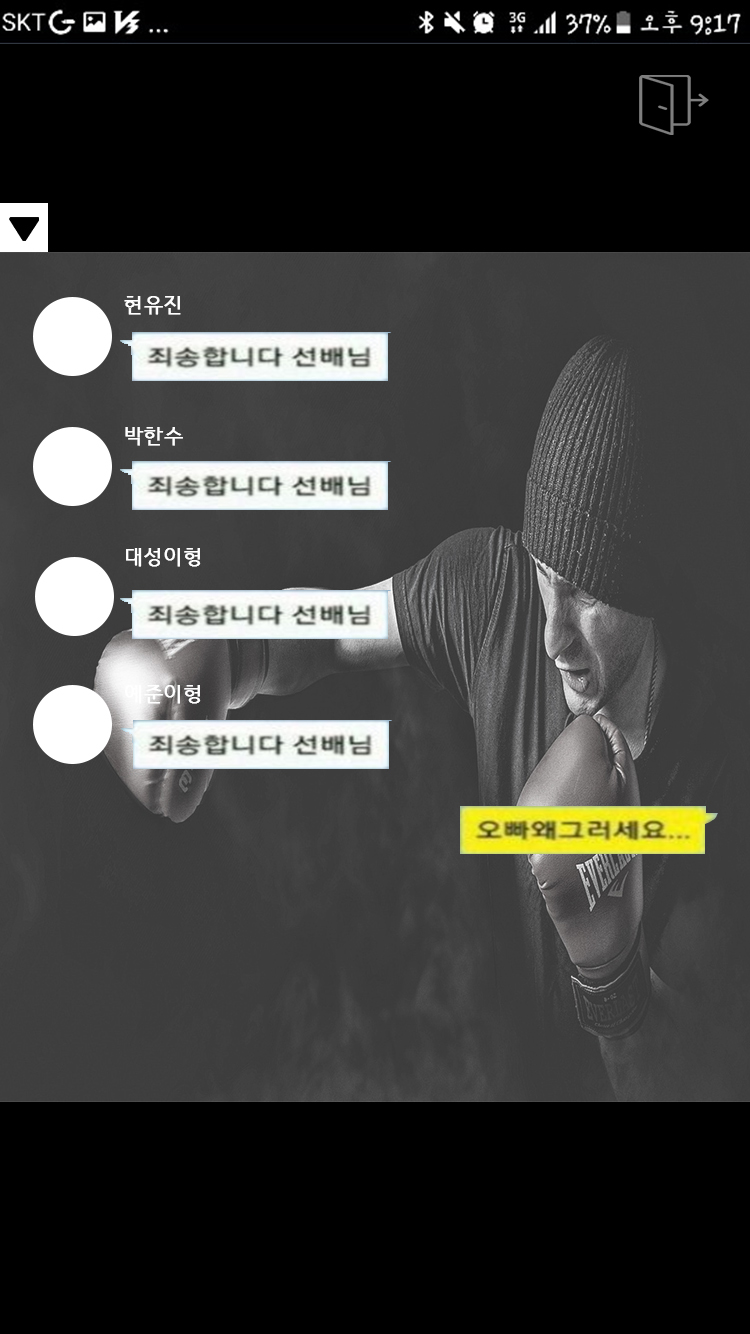 SKT ... 3G 37% 오후 9:17
현유진
죄송합니다 선배님
박한수
죄송합니다 선배님
대성이형
죄송합니다 선배님
준이형
죄송합니다 선배님
오빠왜그러세요...
EVERLAST